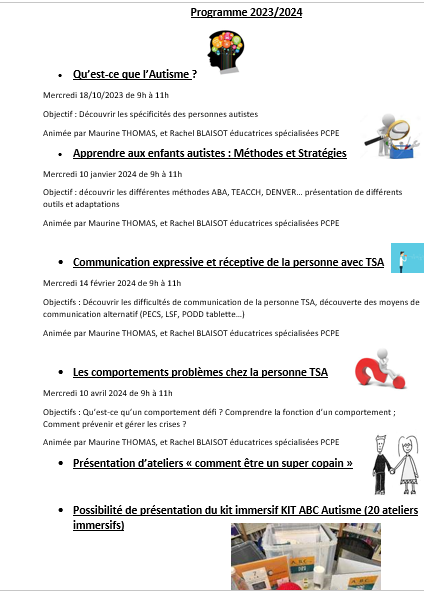 Programme 2023/2024
• Qu'est-ce que l'Autisme ?
Mercredi 18/10/2023 de 9h à 11h
Objectif : Découvrir les spécificités des personnes autistes
Animée par Maurine THOMAS, et Rachel BLAISOT éducatrices spécialisées PCPE
• Apprendre aux enfants autistes : Méthodes et Stratégies
Mercredi 10 janvier 2024 de 9h à 11h
Objectif : découvrir les différentes méthodes ABA, TEACCH, DENVER... présentation de différents
outils et adaptations
Animée par Maurine THOMAS, et Rachel BLAISOT éducatrices spécialisées PCPE
• Communication expressive et réceptive de la personne avec TSA
Mercredi 14 février 2024 de 9h à 11h
Objectifs : Découvrir les difficultés de communication de la personne TSA, découverte des moyens de
communication alternatif (PECS, LSF, PODD tablette...)
Animée par Maurine THOMAS, et Rachel BLAISOT éducatrices spécialisées PCPE
• Les comportements problèmes chez la personne TSA
Mercredi 10 avril 2024 de 9h à 11h
Objectifs : Qu'est-ce qu'un comportement défi ? Comprendre la fonction d'un comportement ;
Comment prévenir et gérer les crises ?
Animée par Maurine THOMAS, et Rachel BLAISOT éducatrices spécialisées PCPE
• Présentation d'ateliers « comment être un super copain »
• Possibilité de présentation du kit immersif KIT ABC Autisme (20 ateliers
immersifs)